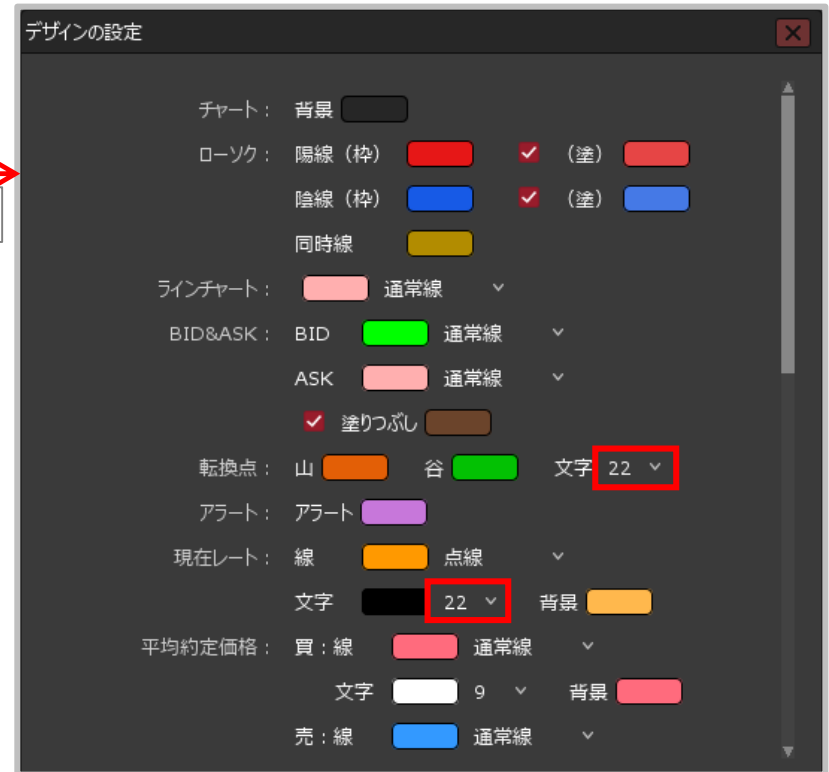 デザインの設定
チャート： 背景
ローソク： 陽線（枠） （塗）
陰線（枠） （塗）
同時線
ラインチャート： 通常線
BID&ASK： BID 通常線
ASK 通常線
塗りつぶし
転換点： 山 谷 文字 22
アラート： アラート
現在レート： 線 点線
文字 22 背景
平均約定価格： 買：線 通常線
文字 9 背景
売：線 通常線